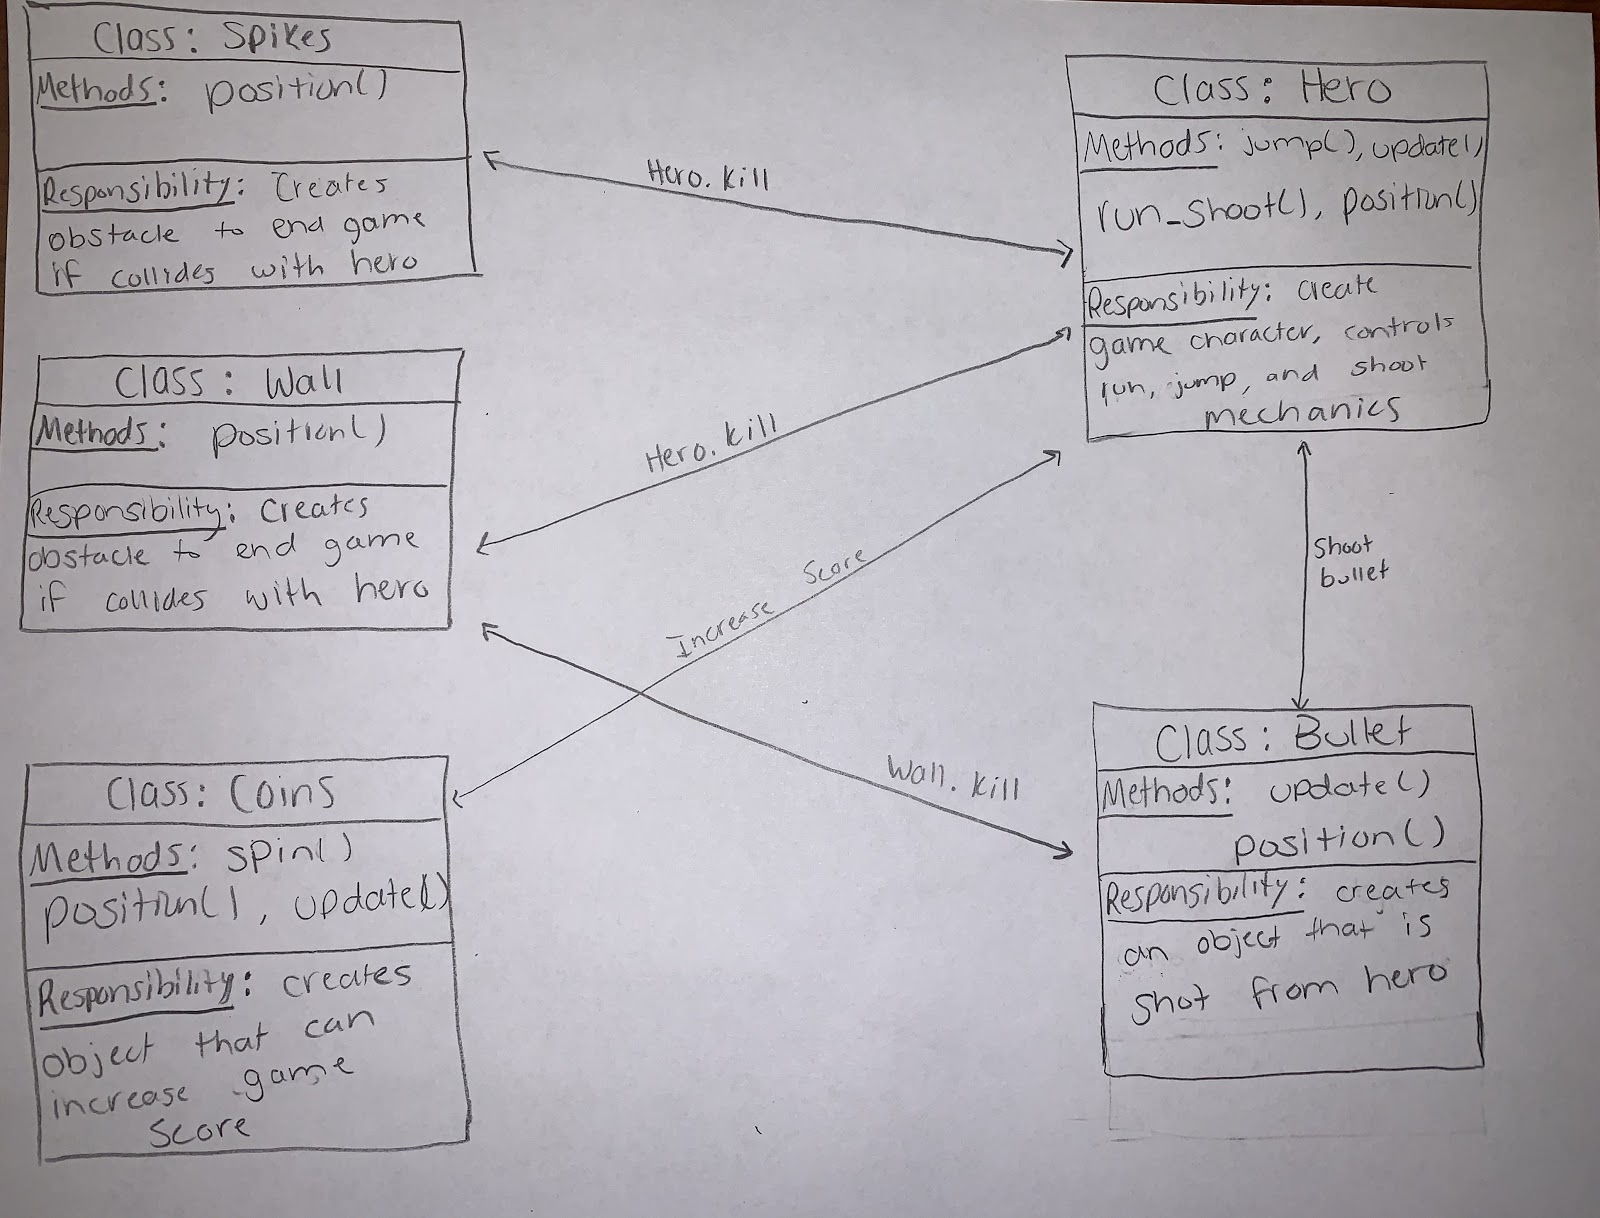 Class: Spikes
Methods: position()
Responsibility: Creates
obstacle to end game
if collides with hero
Class: Wall
Methods: position()
Responsibility: Creates
obstacle to end game
if collides with hero
Class: Coins
Methods: spin()
position(), update()
Responsibility: creates
object that can
increase game
score
Hero.kill
Hero.kill
Increase Score
Wall.kill
Class: Hero
Methods: jump(), update()
run_shoot(), position()
Responsibility: create
game character, controls
run, jump, and shoot
mechanics
Shoot
bullet
Class: Bullet
Methods: update()
position()
Responsibility: creates
an object that is
shot from hero